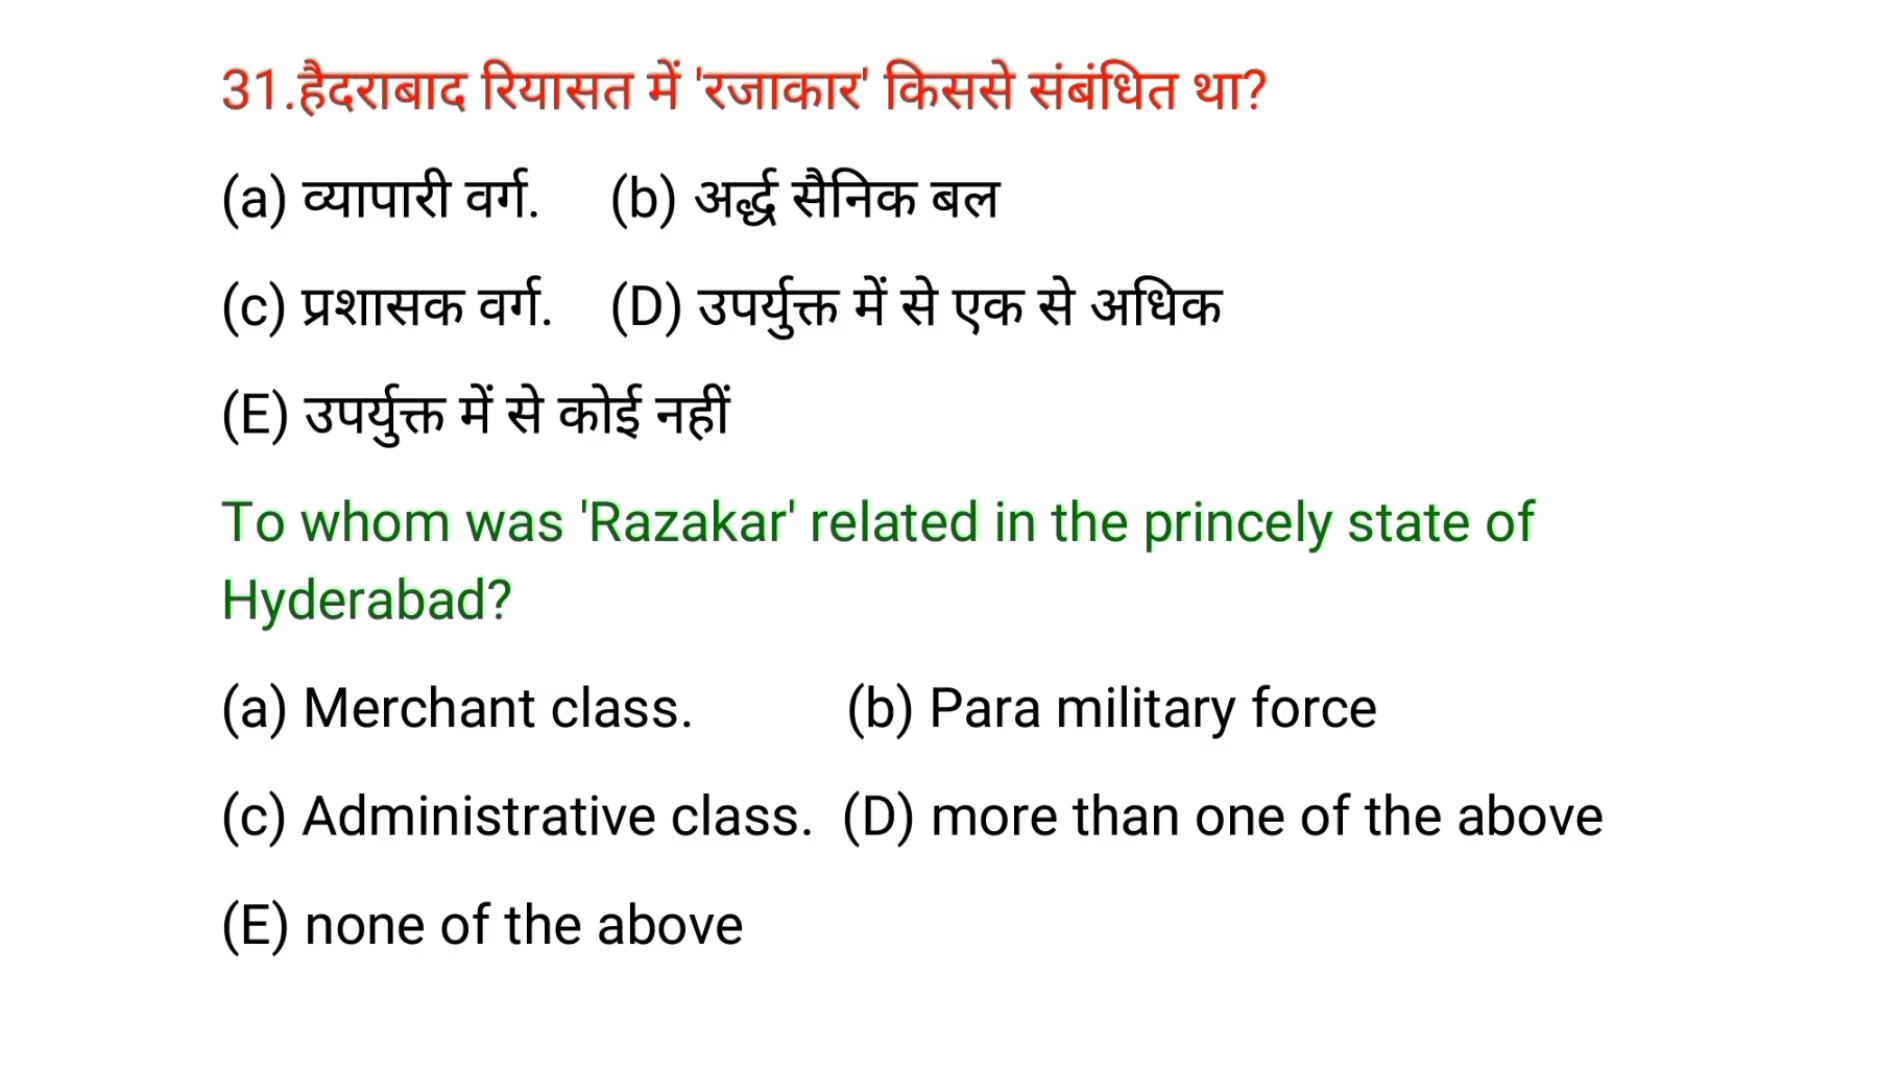 31.हैदराबाद रियासत में 'रजाकार' किससे संबंधित था?
(a) व्यापारी वर्ग. (b) अर्द्ध सैनिक बल
(c) प्रशासक वर्ग. (D) उपर्युक्त में से एक से अधिक
(E) उपर्युक्त में से कोई नहीं
To whom was 'Razakar' related in the princely state of
Hyderabad?
(a) Merchant class. (b) Para military force
(c) Administrative class. (D) more than one of the above
(E) none of the above